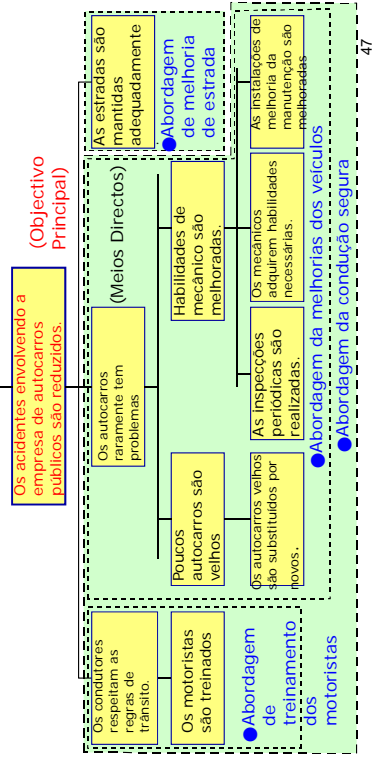 Os acidentes envolvendo a
empresa de autocarros
públicos são reduzidos.
(Objectivo
Principal)
Os condutores
respeitam as
regras de
trânsito.
Os autocarros
raramente tem
problemas
(Meios Directos)
As estradas são
mantidas
adequadamente
Os motoristas
são treinados
Poucos
autocarros são
velhos
Habilidades de
mecânico são
melhoradas.
●Abordagem
de melhoria
de estrada
Os autocarros velhos
são substituídos por
novos.
As inspecções
periódicas são
realizadas.
Os mecânicos
adquirem habilidades
necessárias.
As instalações de
melhoria da
manutenção são
melhoradas
●Abordagem
de
treinamento
dos
motoristas
●Abordagem da melhorias dos veículos
●Abordagem da condução segura
47